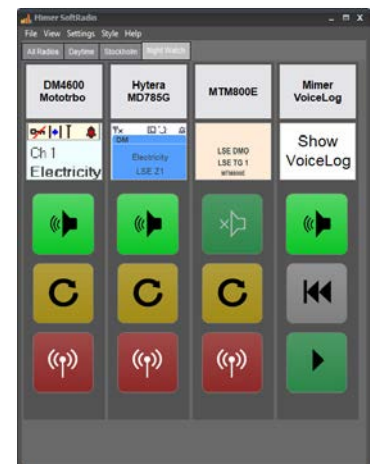 Mimer SoftRadio
File View Settings Style Help
All Radios Daytime Stockholm Night Watch
DM4600
Mototrbo
Hytera
MD785G
MTM800E
Mimer
VoiceLog
Ch 1
Electricity
DM
Electricity
LSE Z1
LSE DMO
LSE TG 1
MTM800E
Show
VoiceLog